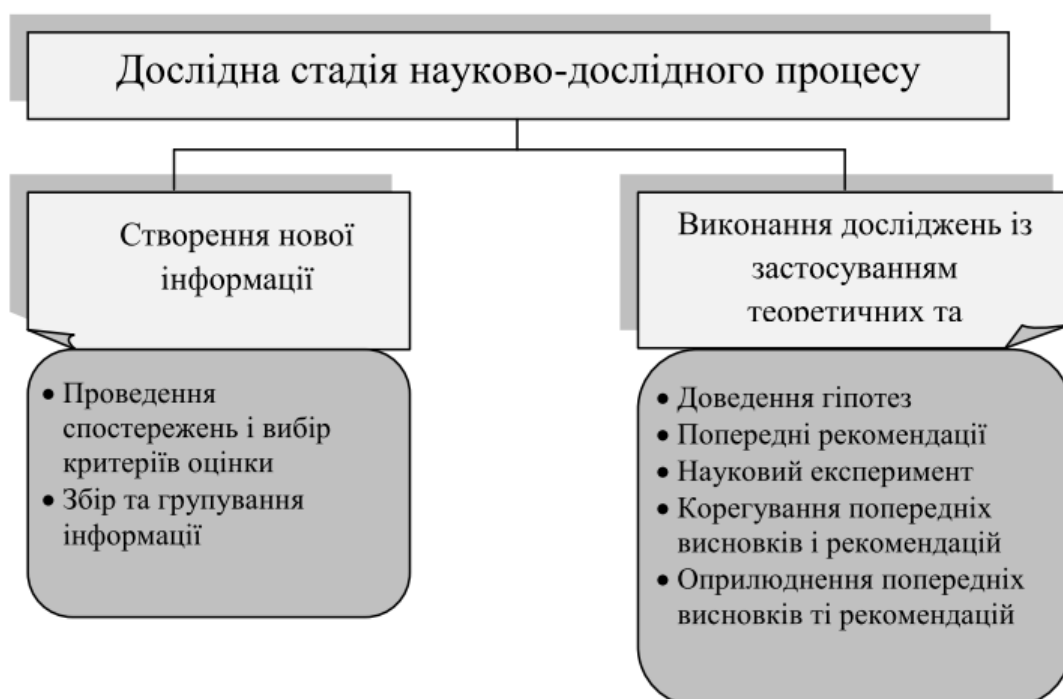 Дослідна стадія науково-дослідного процесу
Створення нової
інформації
Виконання досліджень із
застосуванням
теоретичних та
• Проведення
спостережень і вибір
критеріїв оцінки
• Збір та групування
інформації
• Доведення гіпотез
• Попередні рекомендації
• Науковий експеримент
• Корегування попередніх
висновків і рекомендацій
• Оприлюднення попередніх
висновків ті рекомендацій